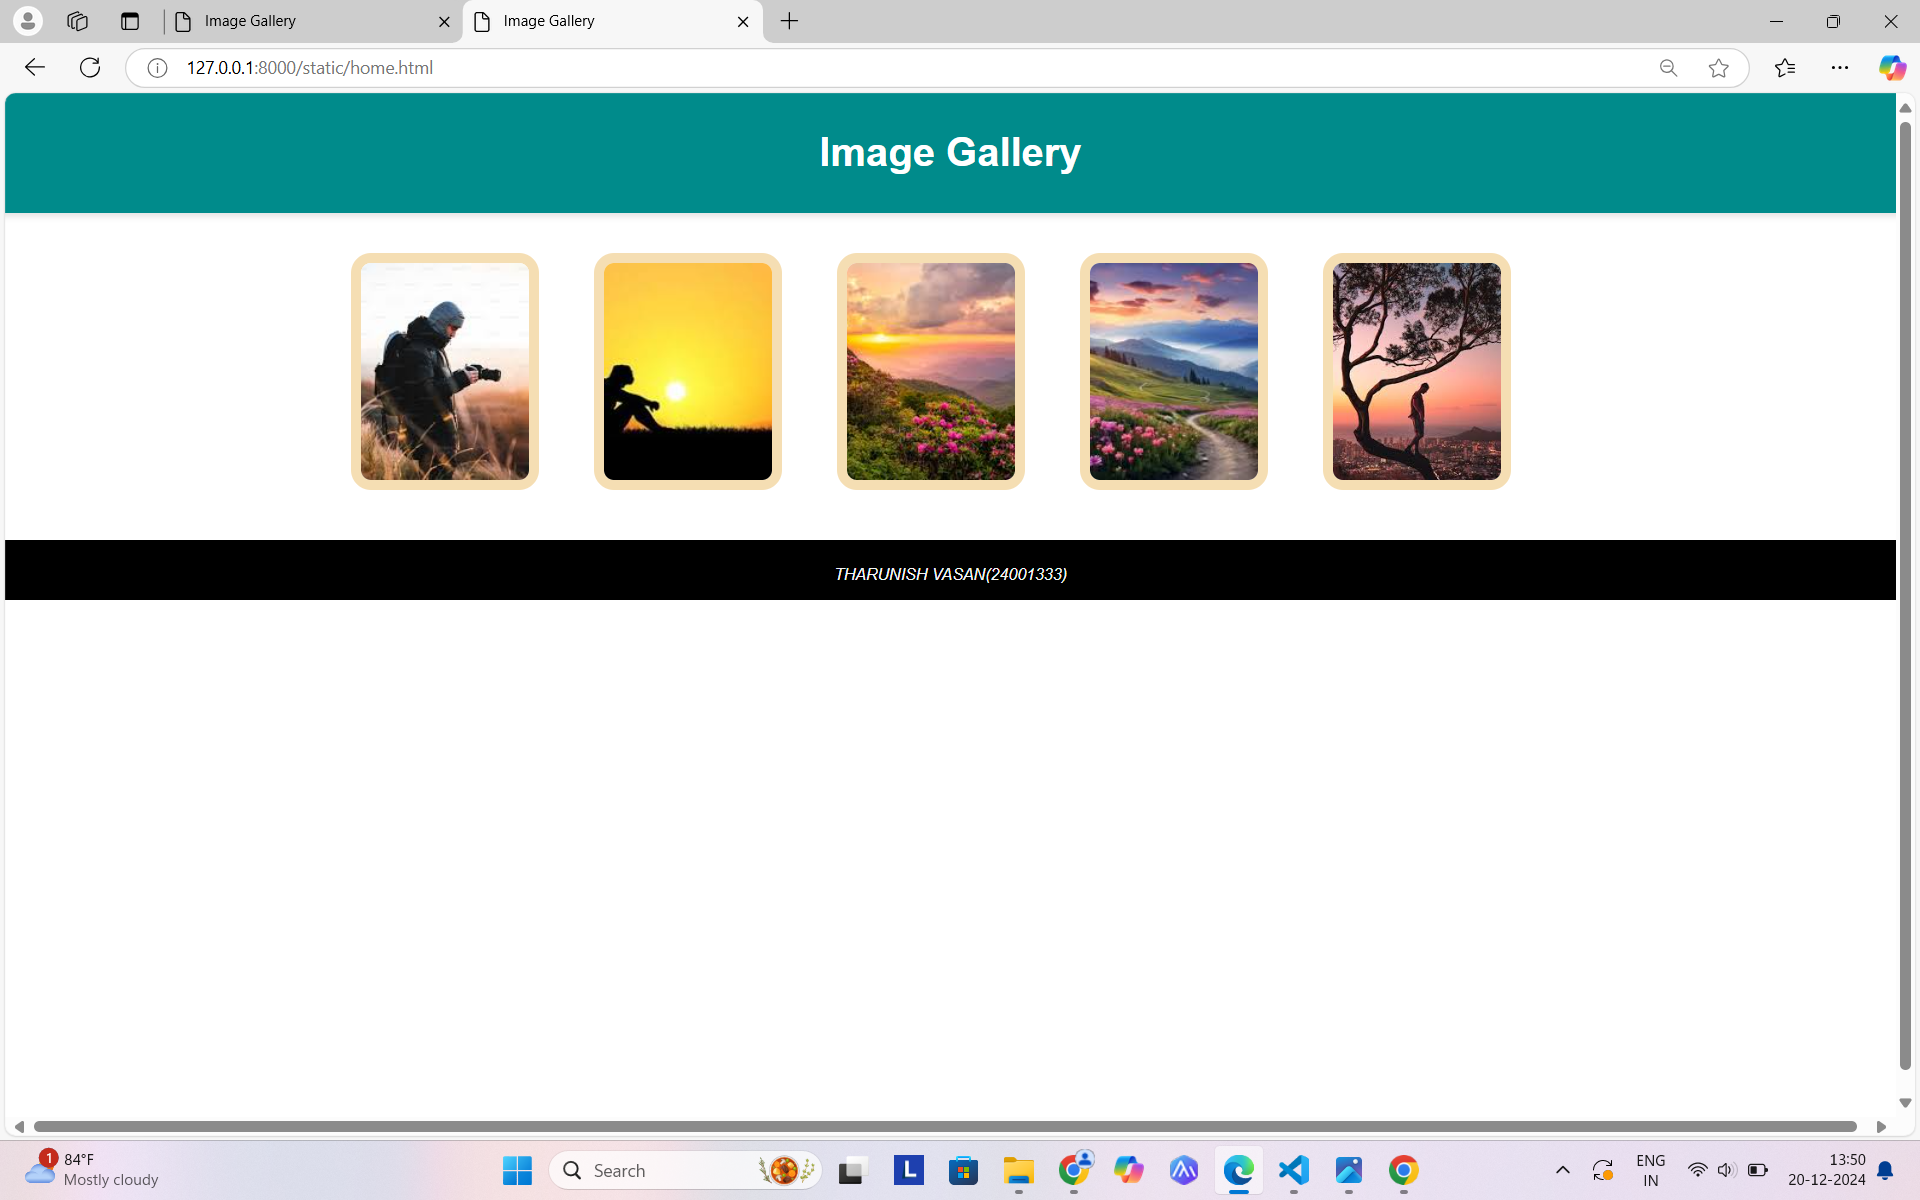 Image Gallery
Image Gallery
127.0.0.1:8000/static/home.html
Image Gallery
THARUNISH VASAN(24001333)
1
84°F
Mostly cloudy
Search
L
ENG
IN
13:50
20-12-2024